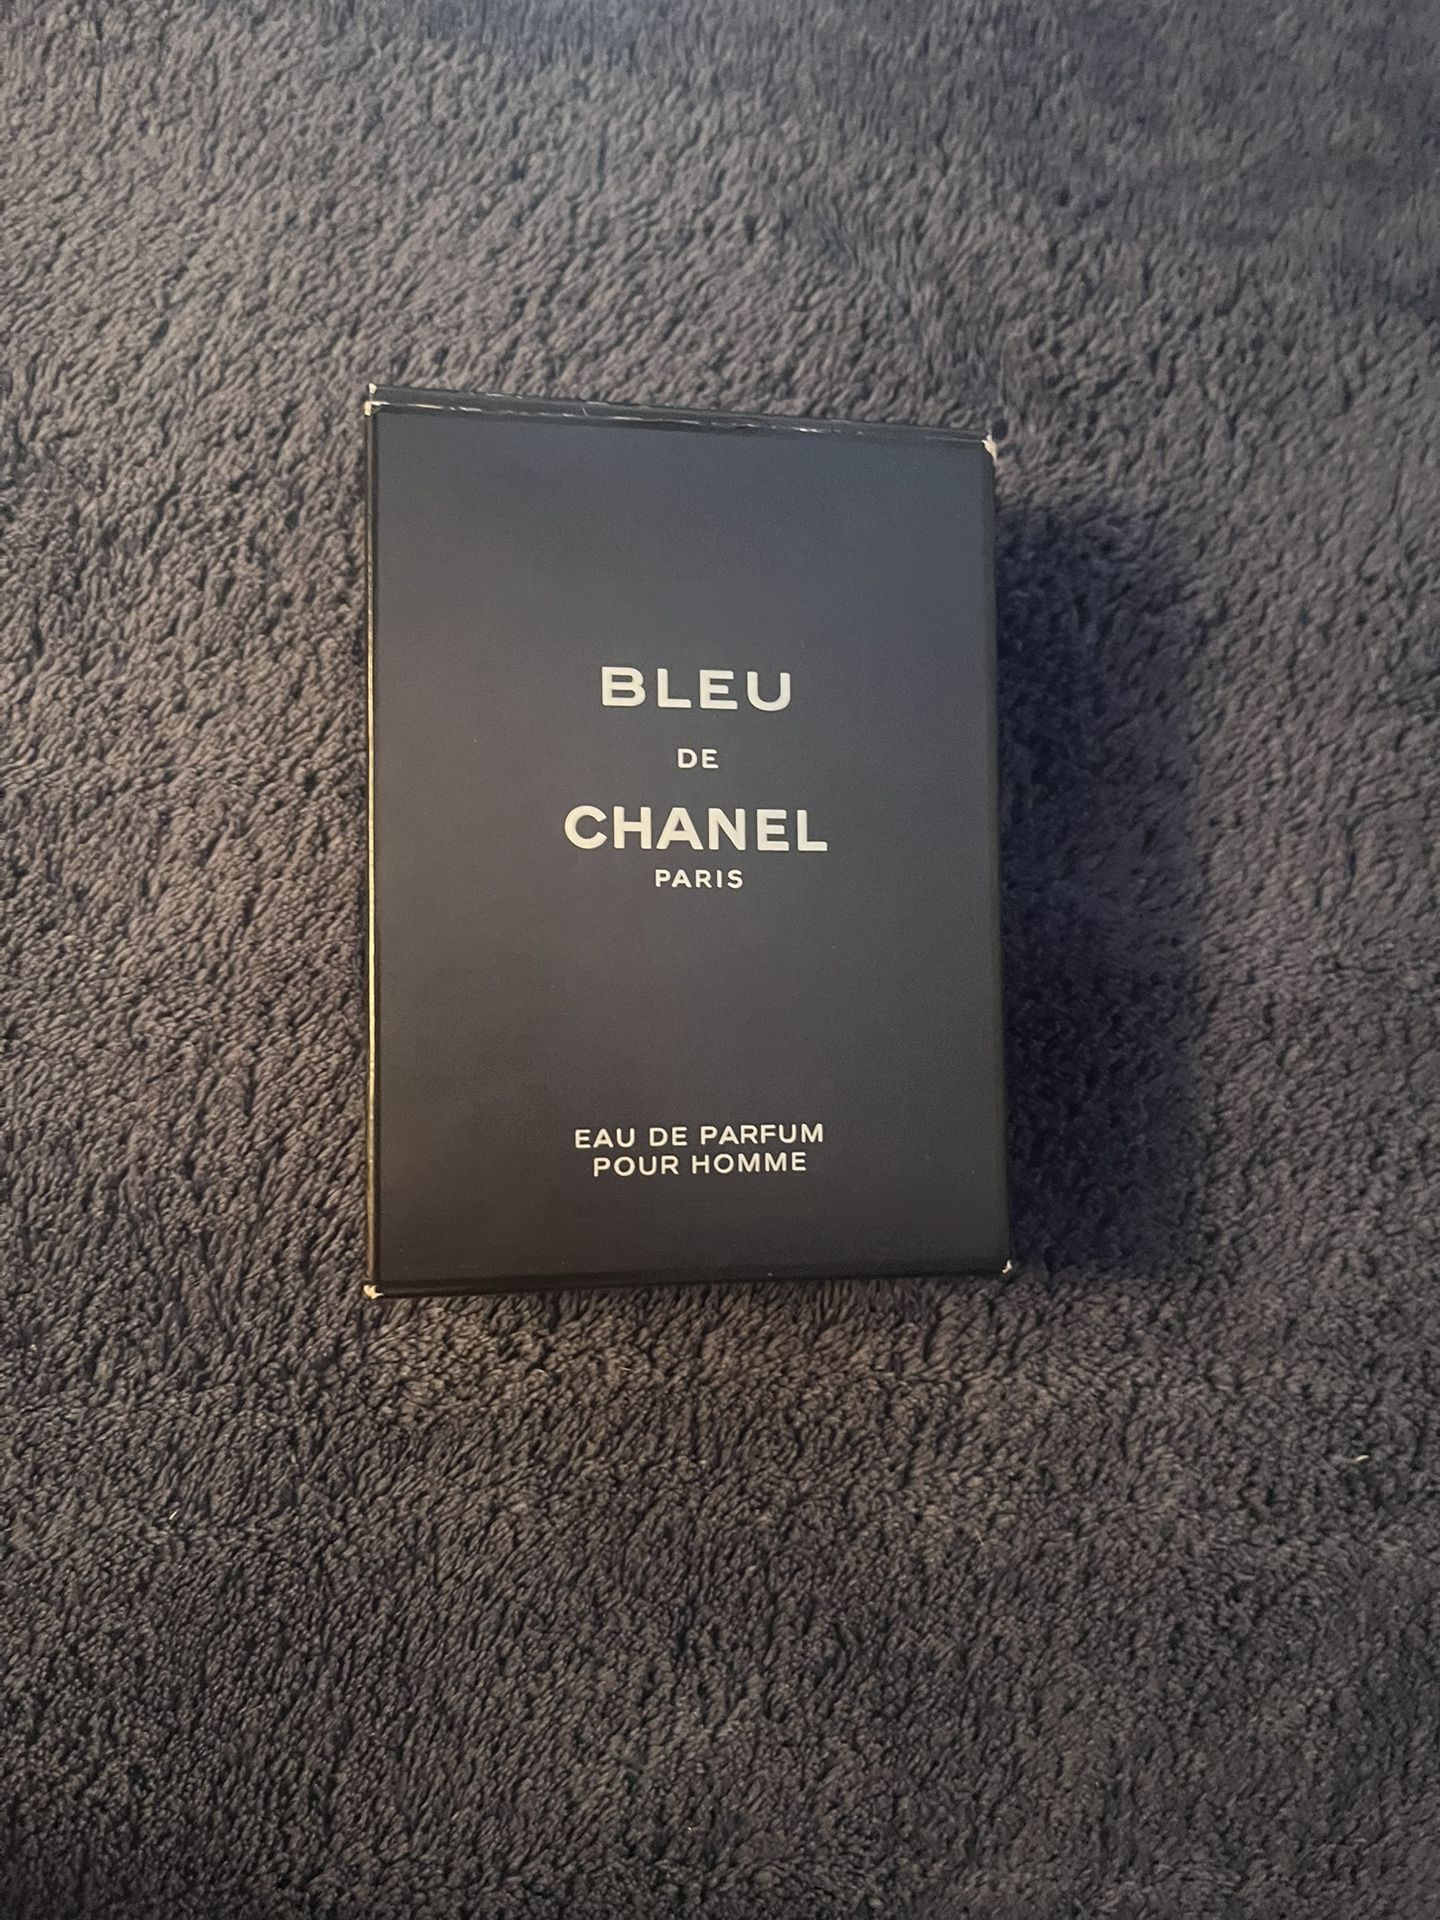 BLEU
DE
CHANEL
PARIS
EAU DE PARFUM
POUR HOMME